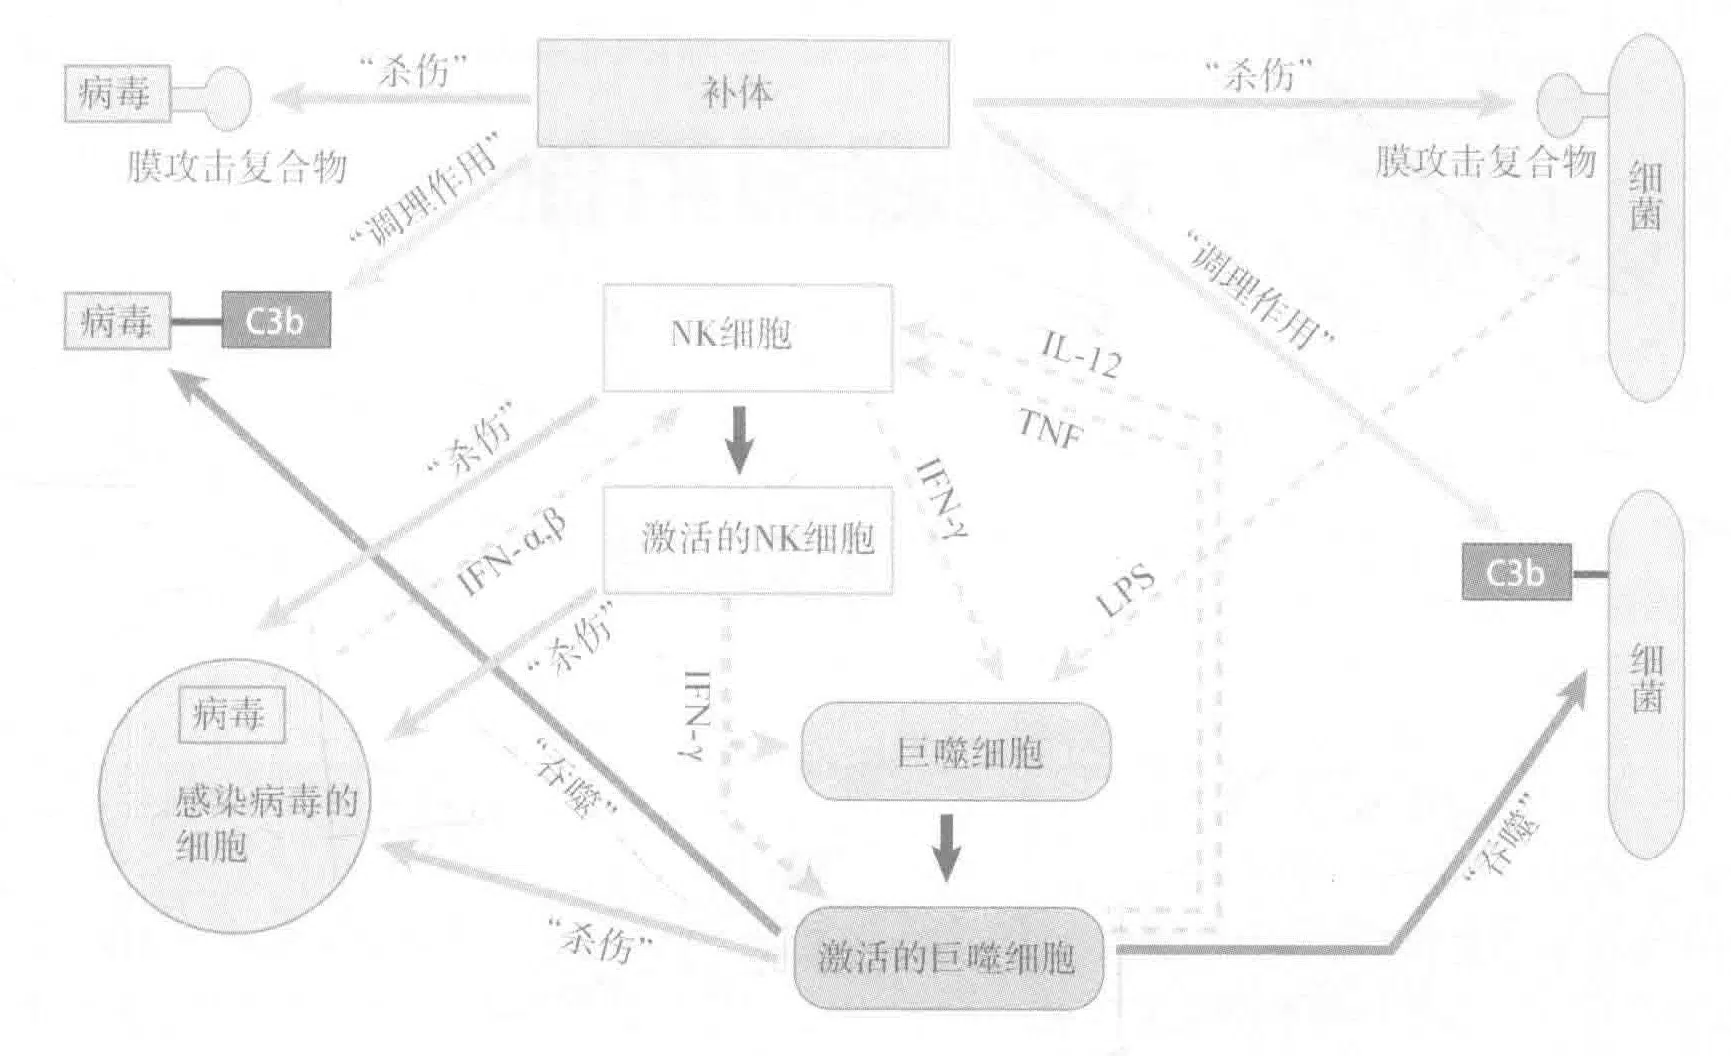 病毒
“杀伤”
补体
“杀伤”
膜攻击复合物
膜攻击复合物
细菌
“调理作用”
“调理作用”
病毒
C3b
NK细胞
IL-12
TNF
“杀伤”
IFN-α,β
激活的NK细胞
IFN-γ
LPS
C3b
“杀伤”
细菌
病毒
感染病毒的
细胞
IFN-γ
“吞噬”
巨噬细胞
“吞噬”
“杀伤”
激活的巨噬细胞